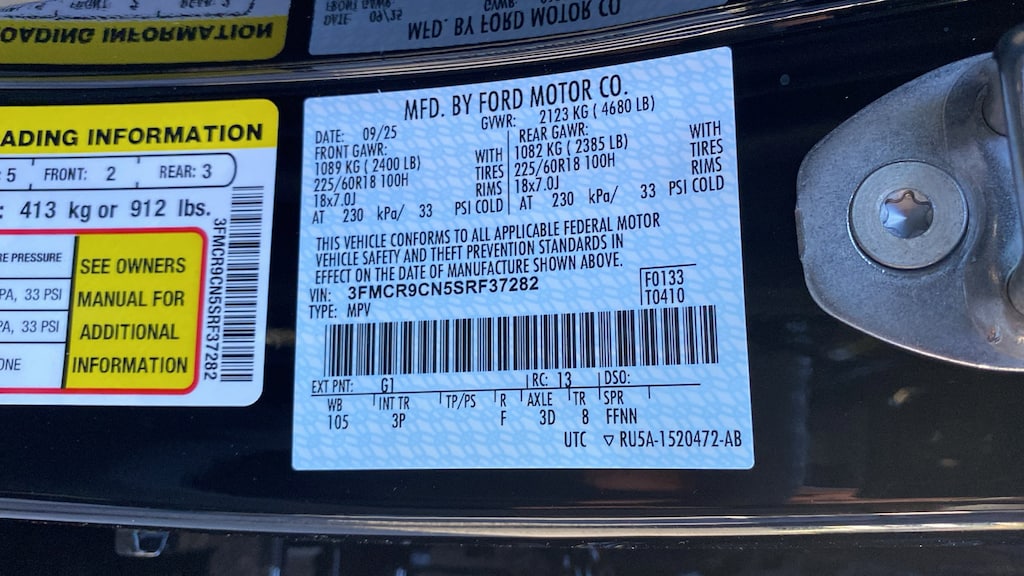 LOADING INFORMATION
MFD. BY FORD MOTOR CO
ADING INFORMATION
: 5 FRONT: 2 REAR: 3
: 413 kg or 912 lbs.
RE PRESSURE
PA, 33 PSI
PA, 33 PSI
ONE
SEE OWNERS
MANUAL FOR
ADDITIONAL
INFORMATION
3FMCR9CN5SRF37282
MFD. BY FORD MOTOR CO.
DATE: 09/25 GVWR: 2123 KG ( 4680 LB)
FRONT GAWR: REAR GAWR:
1089 KG ( 2400 LB) WITH 1082 KG ( 2385 LB) WITH
225/60R18 100H TIRES 225/60R18 100H TIRES
18x7.0J RIMS 18x7.0J RIMS
AT 230 kPa/ 33 PSI COLD AT 230 kPa/ 33 PSI COLD
THIS VEHICLE CONFORMS TO ALL APPLICABLE FEDERAL MOTOR
VEHICLE SAFETY AND THEFT PREVENTION STANDARDS IN
EFFECT ON THE DATE OF MANUFACTURE SHOWN ABOVE.
VIN: 3FMCR9CN5SRF37282 F0133
TYPE: MPV T0410
EXT PNT: G1 RC: 13 DSO:
WB INT TR TP/PS R AXLE TR SPR
105 3P F 3D 8 FFNN
UTC ▽ RU5A-1520472-AB